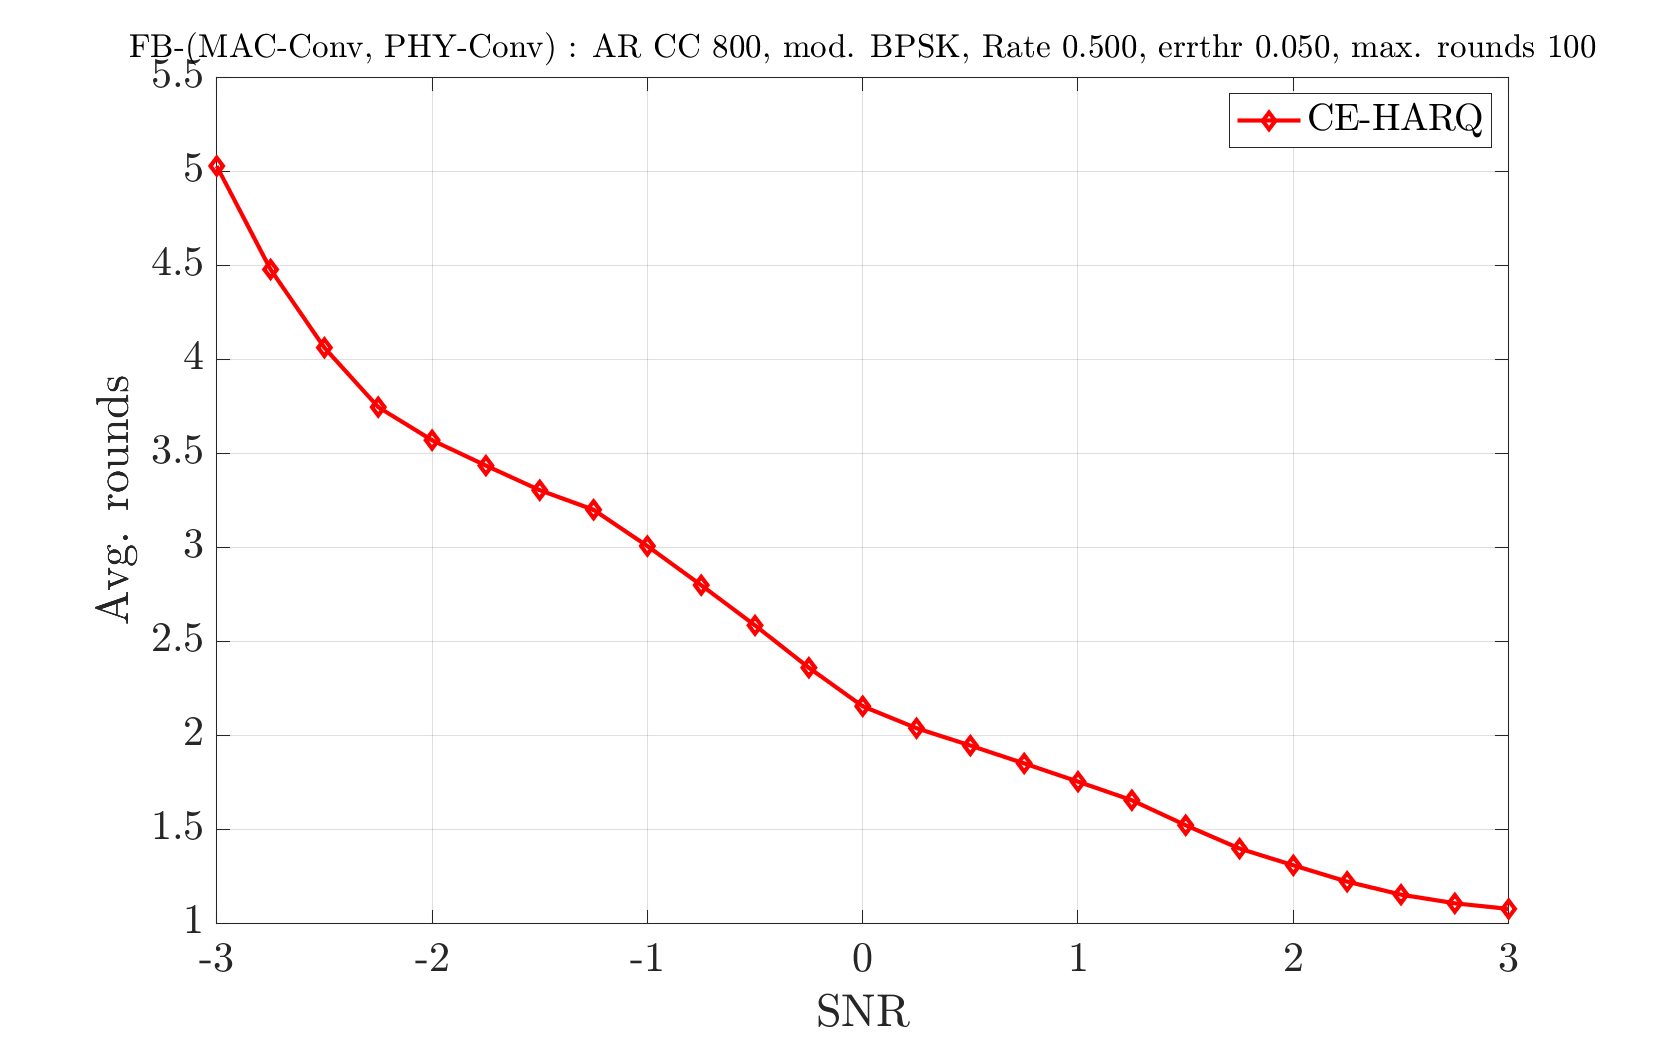 FB-(MAC-Conv, PHY-Conv) : AR CC 800, mod. BPSK, Rate 0.500, errthr 0.050, max. rounds 100
CE-HARQ
5.5
5
4.5
4
3.5
3
2.5
2
1.5
1
Avg. rounds
-3 -2 -1 0 1 2 3
SNR